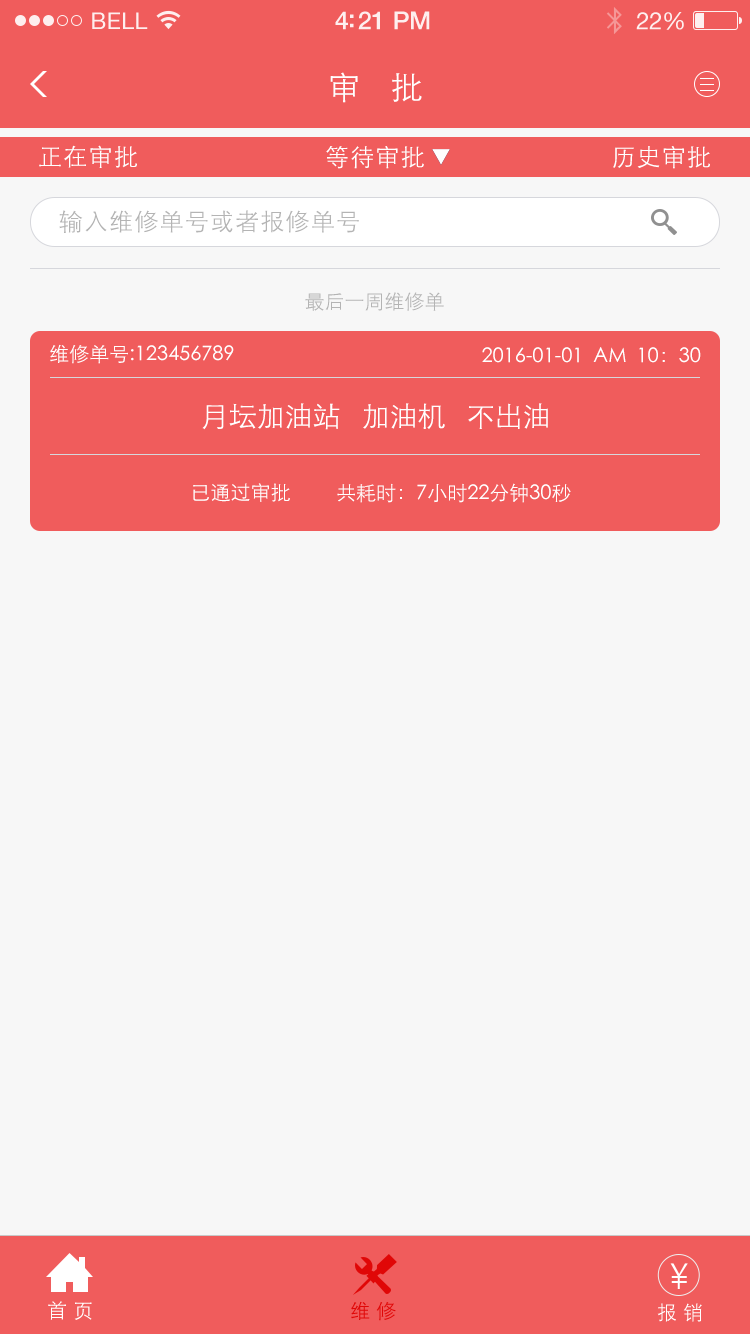 BELL 4:21 PM 22%
审 批
正在审批 等待审批▼ 历史审批
输入维修单号或者报修单号
最后一周维修单
维修单号:123456789 2016-01-01 AM 10：30
月坛加油站 加油机 不出油
已通过审批 共耗时：7小时22分钟30秒
首页 维修 报销